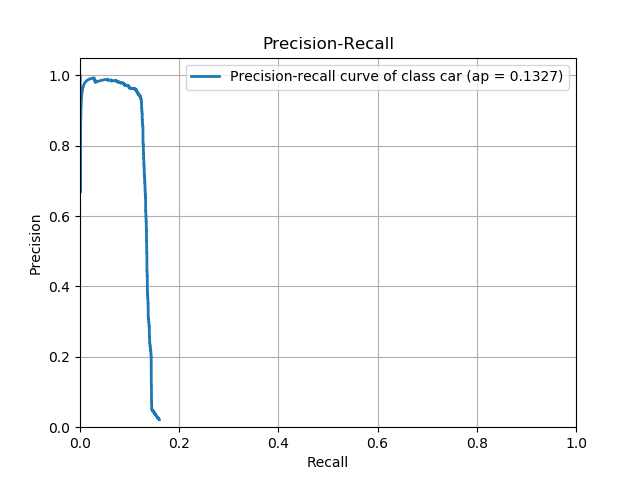 Precision-Recall
Precision-recall curve of class car (ap = 0.1327)
1.0
0.8
0.6
0.4
0.2
0.0
Precision
0.0 0.2 0.4 0.6 0.8 1.0
Recall